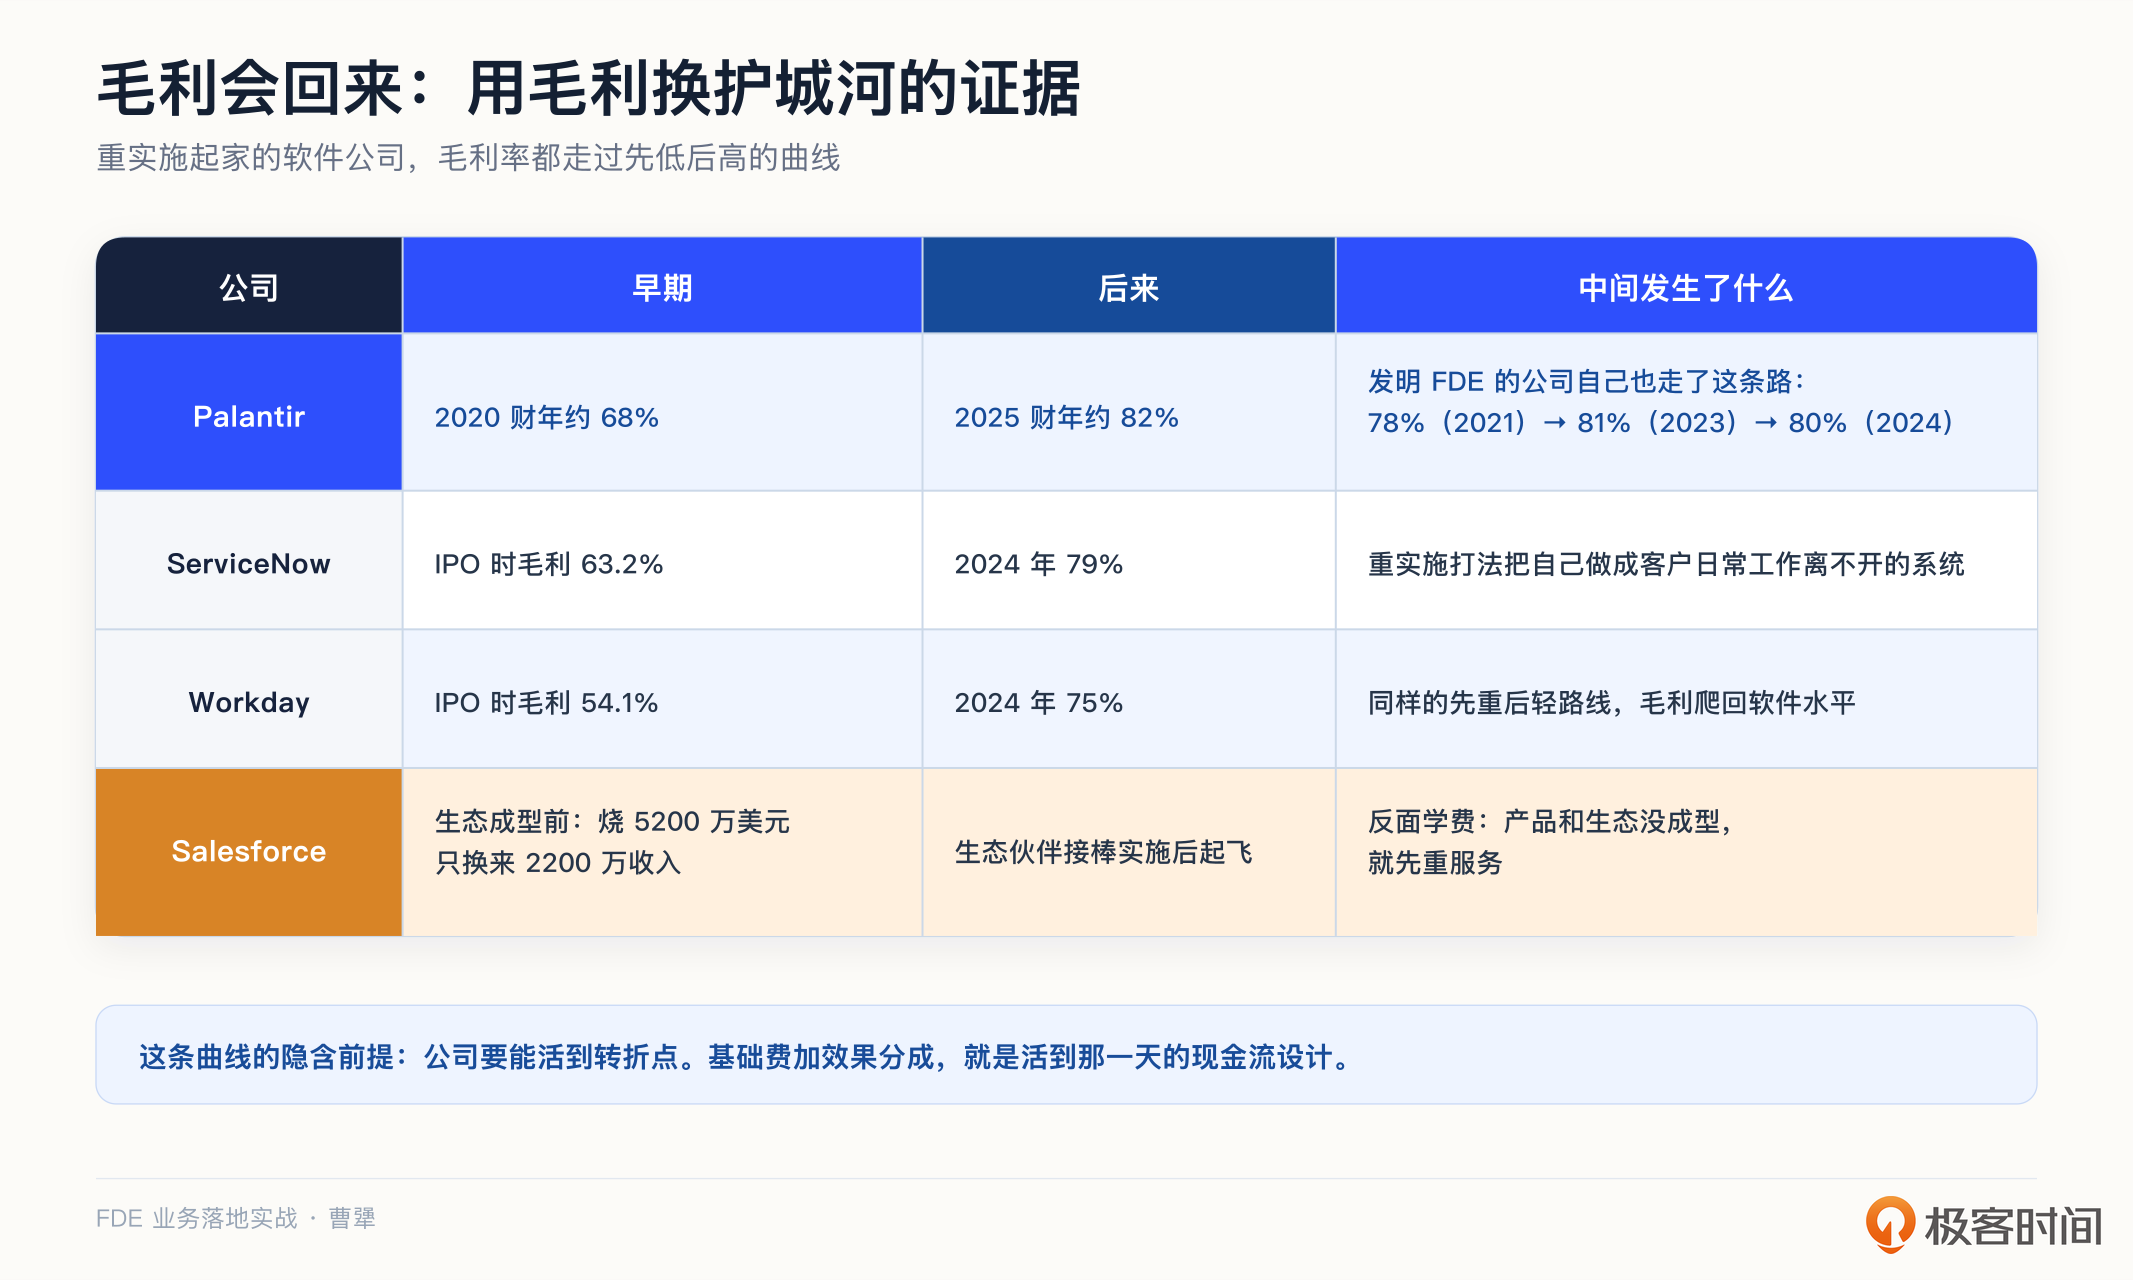 毛利会回来：用毛利换护城河的证据
重实施起家的软件公司，毛利率都走过先低后高的曲线
公司
早期
后来
中间发生了什么
Palantir
2020 财年约 68%
2025 财年约 82%
发明 FDE 的公司自己也走了这条路：
78%（2021）→ 81%（2023）→ 80%（2024）
ServiceNow
IPO 时毛利 63.2%
2024 年 79%
重实施打法把自己做成客户日常工作离不开的系统
Workday
IPO 时毛利 54.1%
2024 年 75%
同样的先重后轻路线，毛利爬回软件水平
Salesforce
生态成型前：烧 5200 万美元
只换来 2200 万收入
生态伙伴接棒实施后起飞
反面学费：产品和生态没成型，
就先重服务
这条曲线的隐含前提：公司要能活到转折点。基础费加效果分成，就是活到那一天的现金流设计。
FDE 业务落地实战 · 曹犟
极客时间